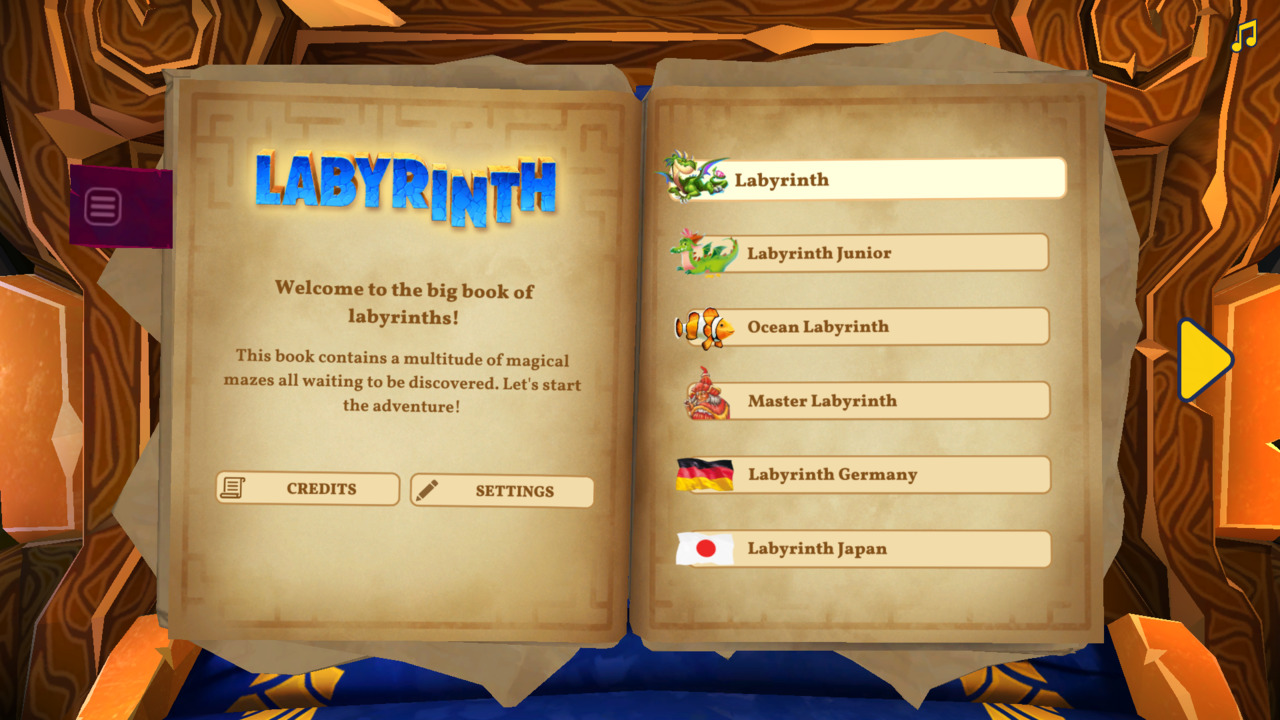 LABYRINTH
Welcome to the big book of
labyrinths!
This book contains a multitude of magical
mazes all waiting to be discovered. Let's start
the adventure!
CREDITS
SETTINGS
Labyrinth
Labyrinth Junior
Ocean Labyrinth
Master Labyrinth
Labyrinth Germany
Labyrinth Japan